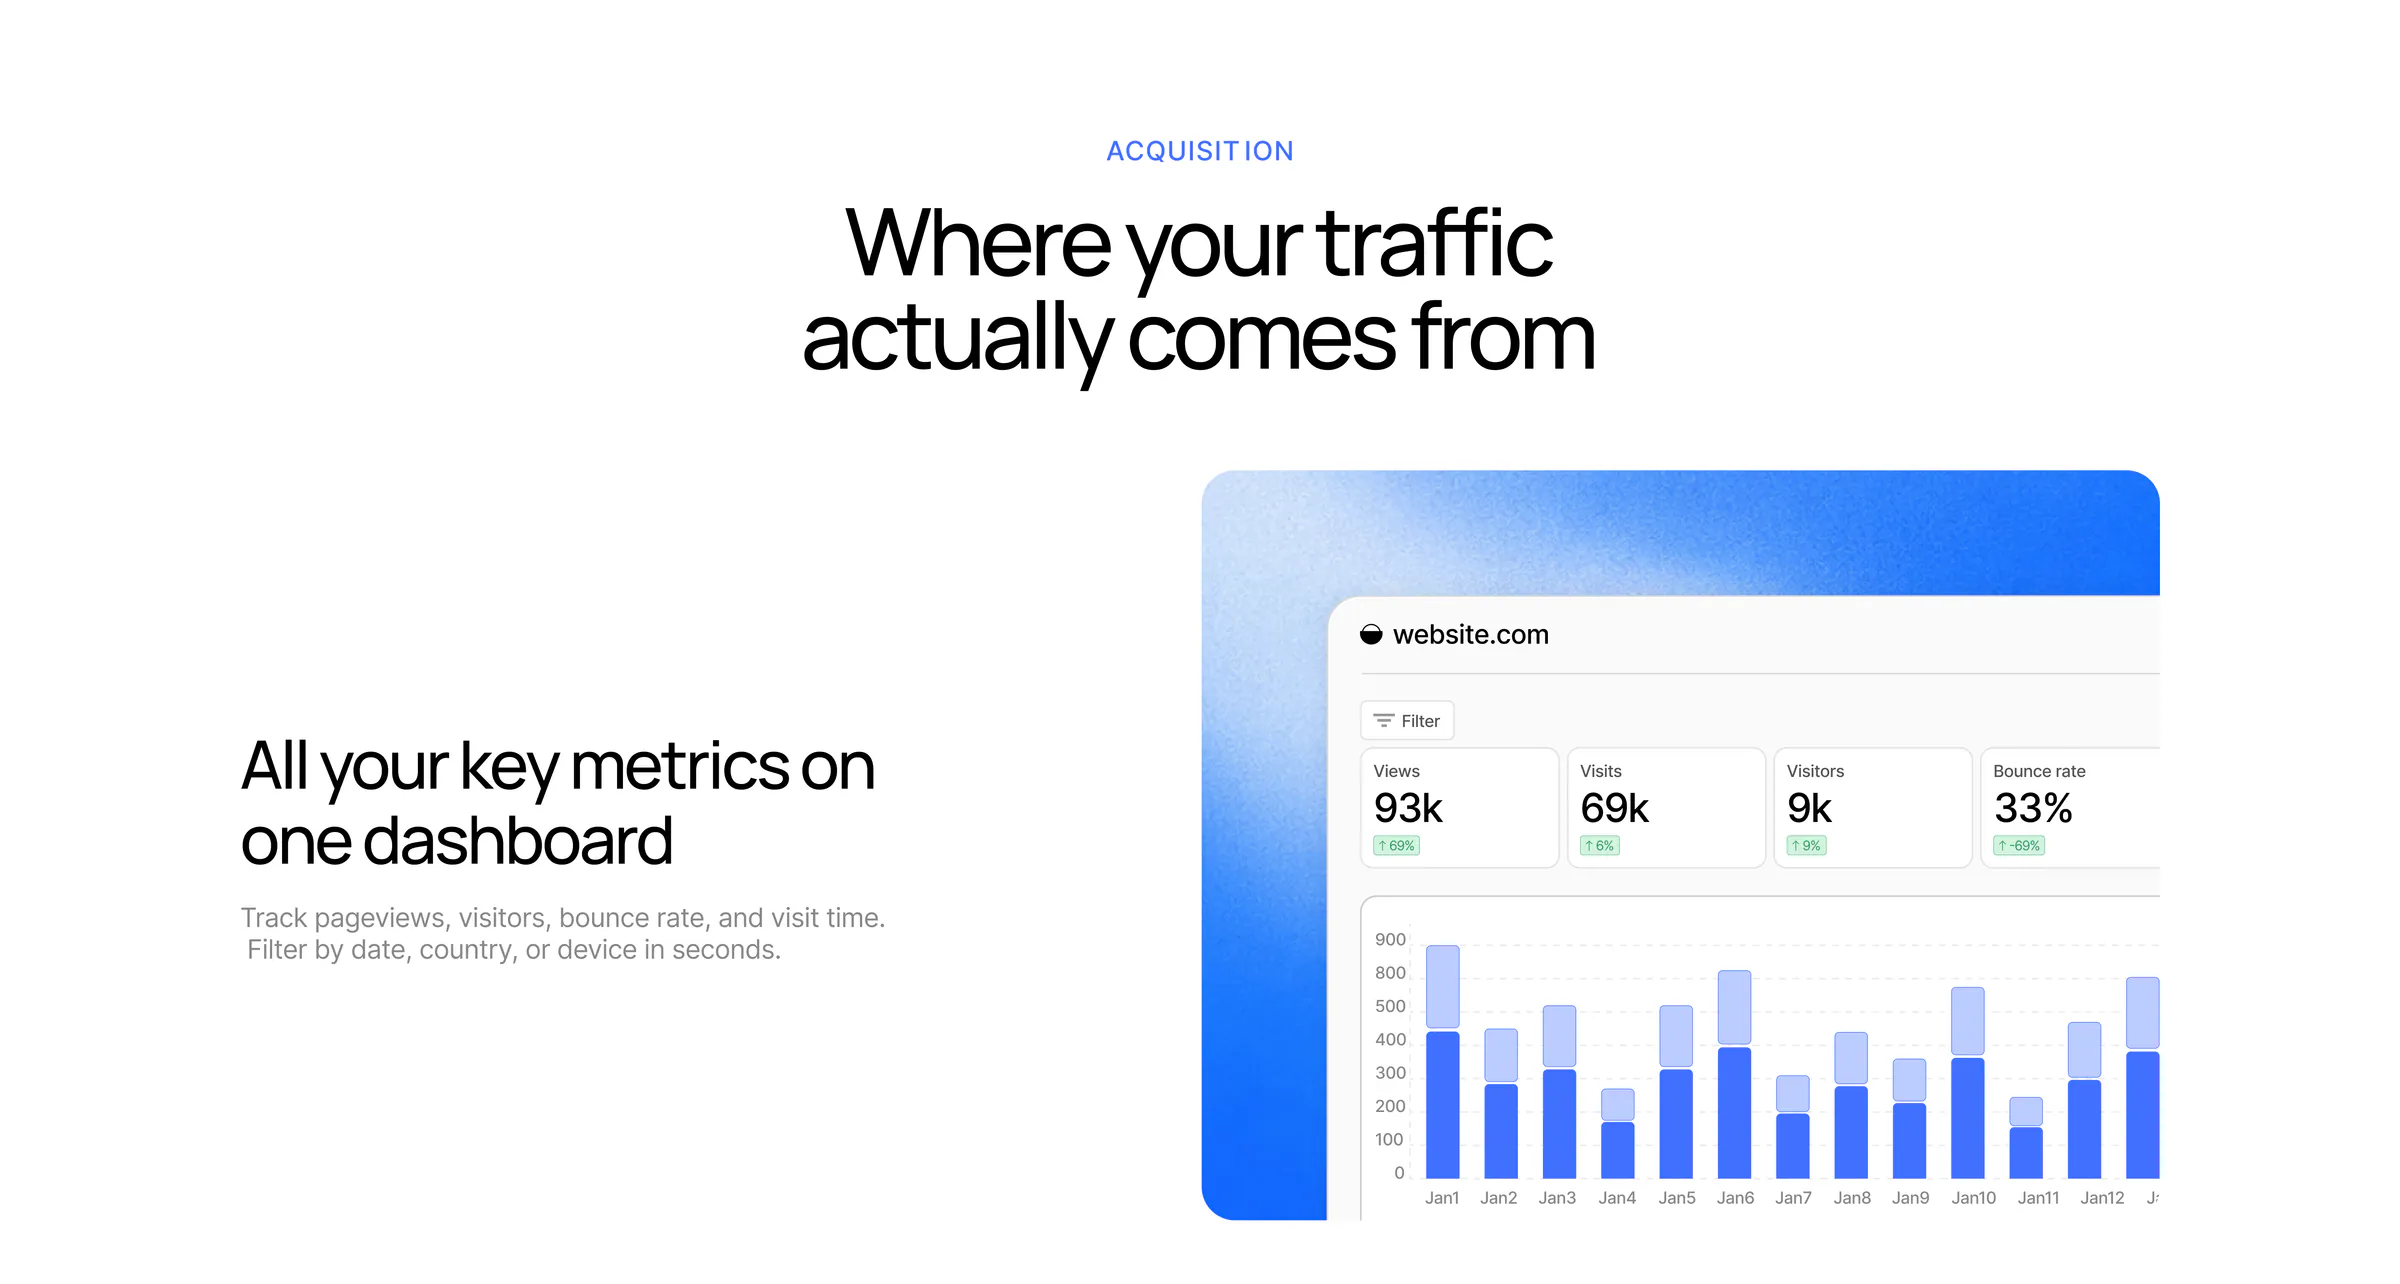 ACQUISITION
Where your traffic
actually comes from
All your key metrics on
one dashboard
Track pageviews, visitors, bounce rate, and visit time.
Filter by date, country, or device in seconds.
website.com
Filter
Views
93k
↑ 69%
Visits
69k
↑ 6%
Visitors
9k
↑ 9%
Bounce rate
33%
↑ -69%
900
800
500
400
300
200
100
0
Jan1 Jan2 Jan3 Jan4 Jan5 Jan6 Jan7 Jan8 Jan9 Jan10 Jan11 Jan12